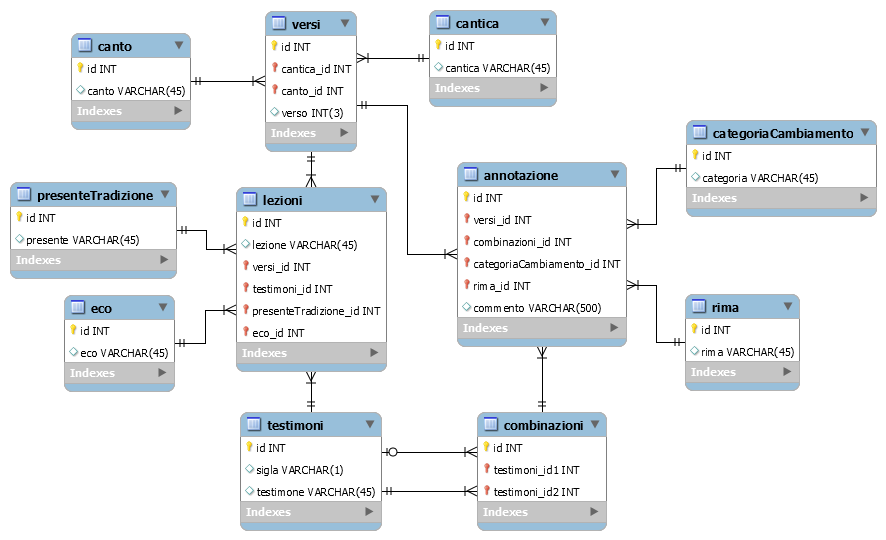 canto
id INT
canto VARCHAR(45)
Indexes
versi
id INT
cantica_id INT
canto_id INT
verso INT(3)
Indexes
cantica
id INT
cantica VARCHAR(45)
Indexes
presenteTradizione
id INT
presente VARCHAR(45)
Indexes
lezioni
id INT
lezione VARCHAR(45)
versi_id INT
testimoni_id INT
presenteTradizione_id INT
eco_id INT
Indexes
annotazione
id INT
versi_id INT
combinazioni_id INT
categoriaCambiamento_id INT
rima_id INT
commento VARCHAR(500)
Indexes
categoriaCambiamento
id INT
categoria VARCHAR(45)
Indexes
eco
id INT
eco VARCHAR(45)
Indexes
rima
id INT
rima VARCHAR(45)
Indexes
testimoni
id INT
sigla VARCHAR(1)
testimone VARCHAR(45)
Indexes
combinazioni
id INT
testimoni_id1 INT
testimoni_id2 INT
Indexes